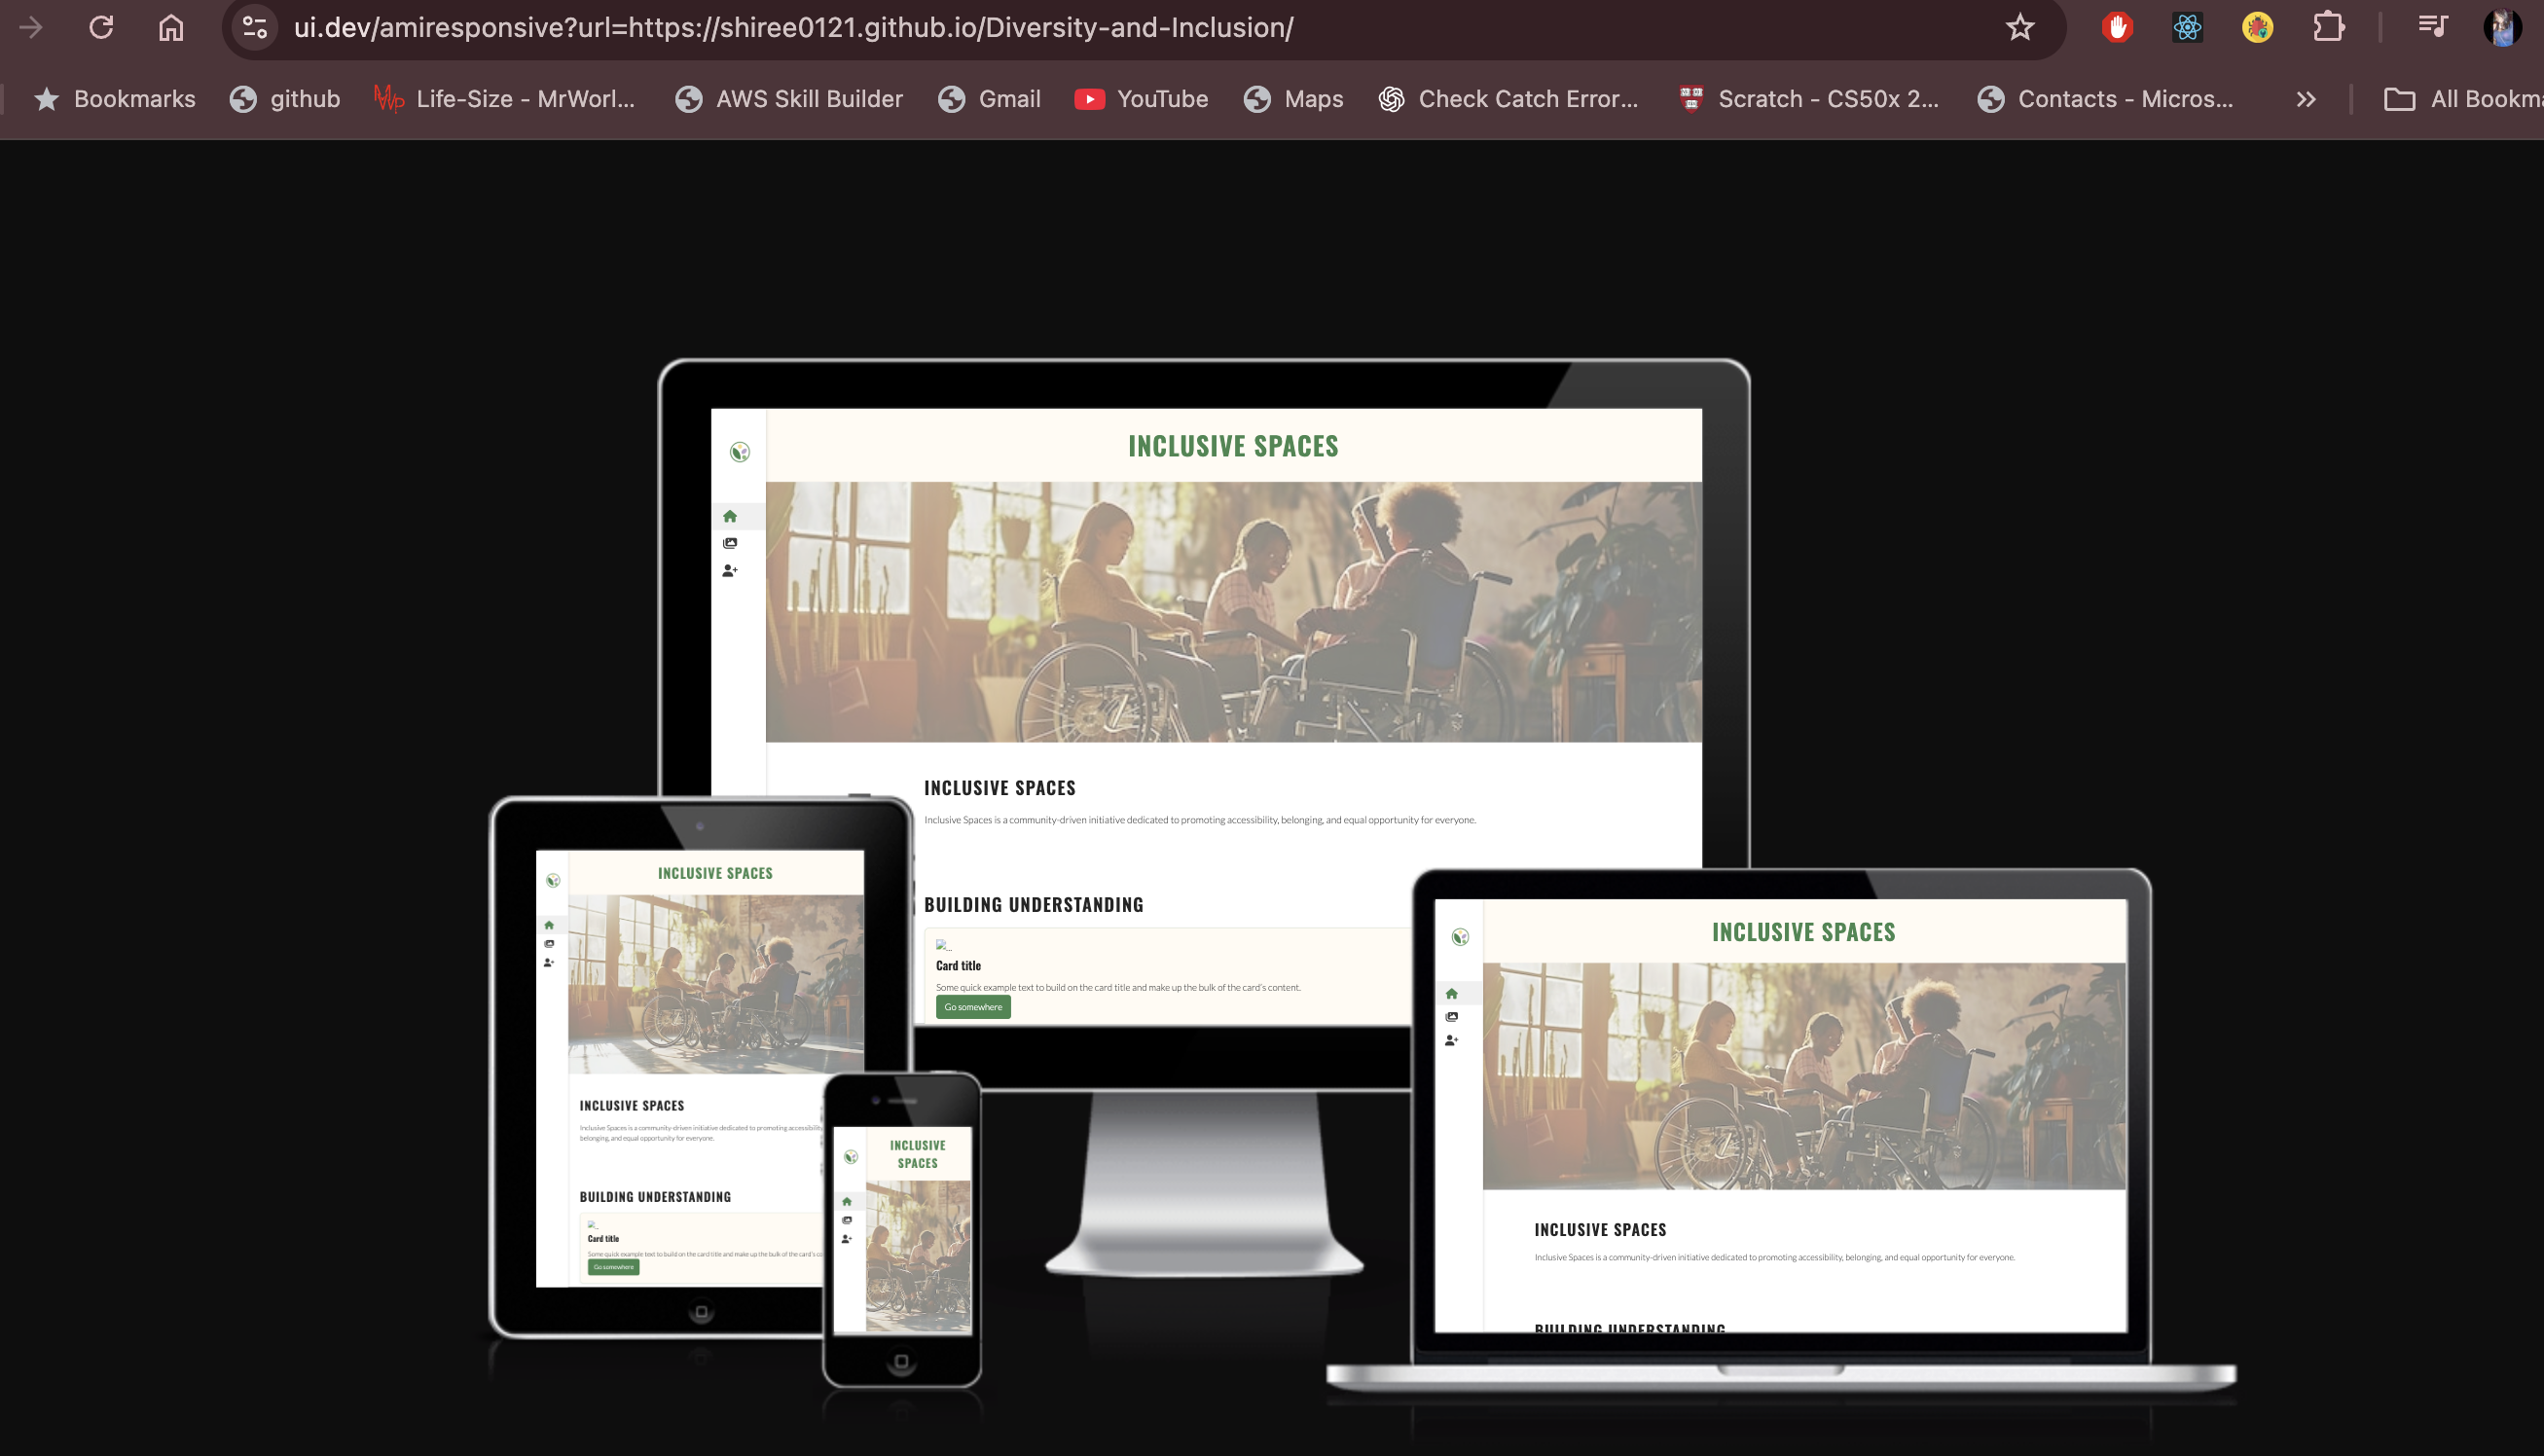 ui.dev/amiresponsive?url=https://shiree0121.github.io/Diversity-and-Inclusion/
Bookmarks github Life-Size - MrWorl... AWS Skill Builder Gmail YouTube Maps Check Catch Error... Scratch - CS50x 2... Contacts - Micros... All Bookma
INCLUSIVE SPACES
INCLUSIVE SPACES
Inclusive Spaces is a community-driven initiative dedicated to promoting accessibility, belonging, and equal opportunity for everyone.
BUILDING UNDERSTANDING
Card title
Some quick example text to build on the card title and make up the bulk of the card's content.
Go somewhere
INCLUSIVE SPACES
INCLUSIVE SPACES
Inclusive Spaces is a community-driven initiative dedicated to promoting accessibility,
belonging, and equal opportunity for everyone.
BUILDING UNDERSTANDING
Card title
Some quick example text to build on the card title and make up the bulk of the card's co
Go somewhere
INCLUSIVE
SPACES
INCLUSIVE SPACES
INCLUSIVE SPACES
Inclusive Spaces is a community-driven initiative dedicated to promoting accessibility, belonging, and equal opportunity for everyone.
BUILDING UNDERSTANDING